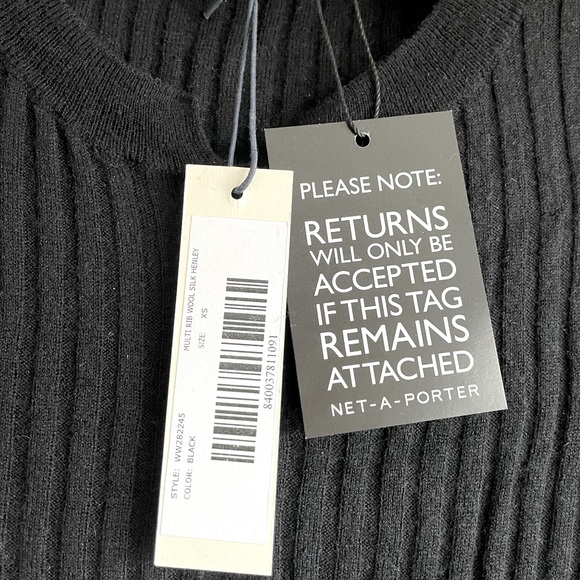 STYLE: WW282245
COLOR: BLACK
MULTI RIB WOOL SILK HENLEY
SIZE: XS
840037811091
PLEASE NOTE:
RETURNS
WILL ONLY BE
ACCEPTED
IF THIS TAG
REMAINS
ATTACHED
NET-A-PORTER